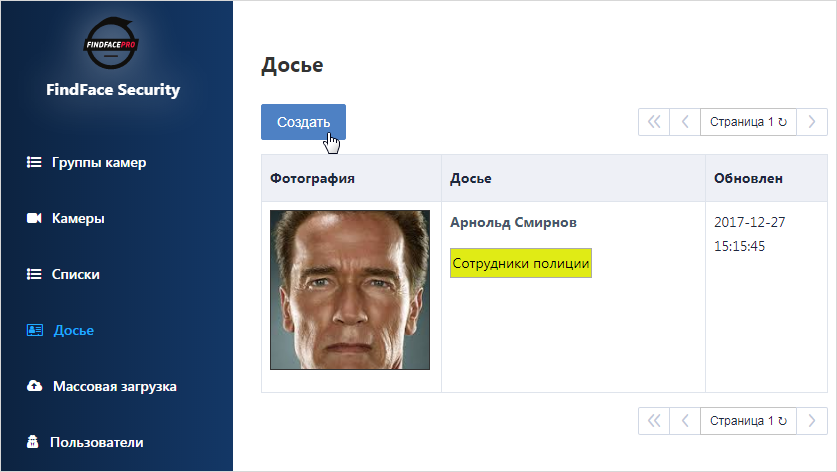 FINDFACEPRO
FindFace Security
Группы камер
Камеры
Списки
Досье
Массовая загрузка
Пользователи
Досье
Создать
Страница 1
Фотография
Досье
Обновлен
Арнольд Смирнов
Сотрудники полиции
2017-12-27
15:15:45
Страница 1